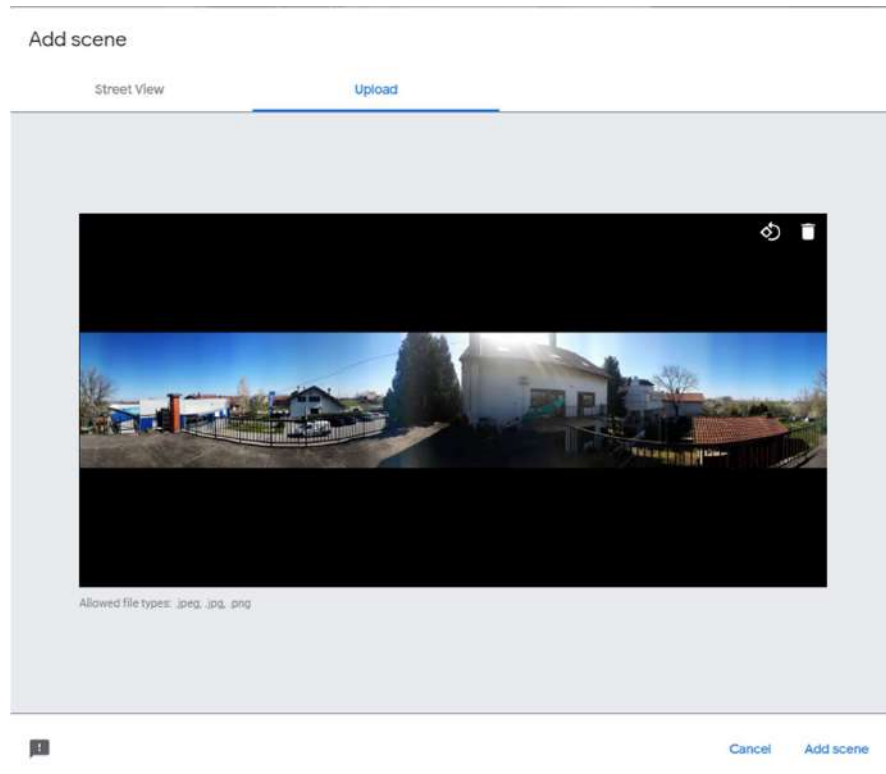 Add scene
Street View
Upload
Allowed file types: .jpeg, .jpg, .png
Cancel
Add scene